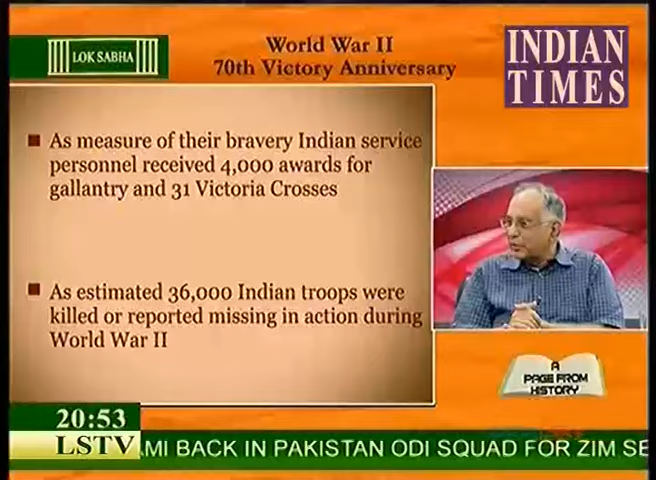 LOK SABHA
World War II
70th Victory Anniversary
INDIAN
TIMES
As measure of their bravery Indian service
personnel received 4,000 awards for
gallantry and 31 Victoria Crosses
As estimated 36,000 Indian troops were
killed or reported missing in action during
World War II
A
PAGE FROM
HISTORY
20:53
LSTV
MI BACK IN PAKISTAN ODI SQUAD FOR ZIM SE